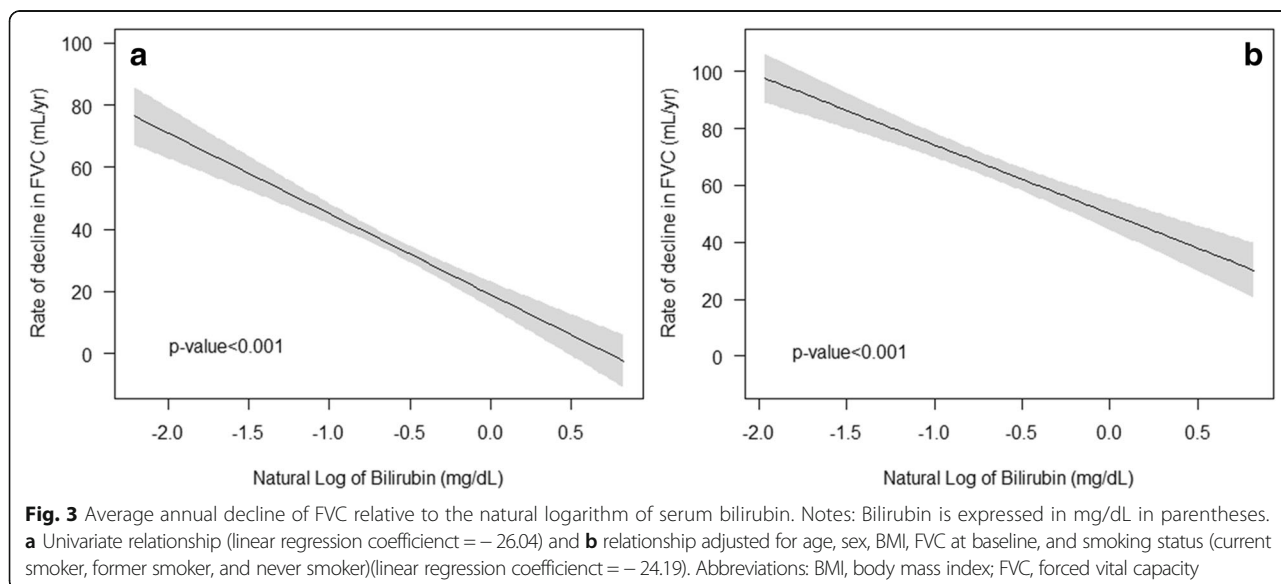 a
Rate of decline in FVC (mL/yr)
100
80
60
40
20
0
p-value<0.001
-2.0 -1.5 -1.0 -0.5 0.0 0.5
Natural Log of Bilirubin (mg/dL)
b
Rate of decline in FVC (mL/yr)
100
80
60
40
20
0
p-value<0.001
-2.0 -1.5 -1.0 -0.5 0.0 0.5
Natural Log of Bilirubin (mg/dL)
Fig. 3 Average annual decline of FVC relative to the natural logarithm of serum bilirubin. Notes: Bilirubin is expressed in mg/dL in parentheses.
a Univariate relationship (linear regression coefficienct = − 26.04) and b relationship adjusted for age, sex, BMI, FVC at baseline, and smoking status (current
smoker, former smoker, and never smoker)(linear regression coefficienct = − 24.19). Abbreviations: BMI, body mass index; FVC, forced vital capacity